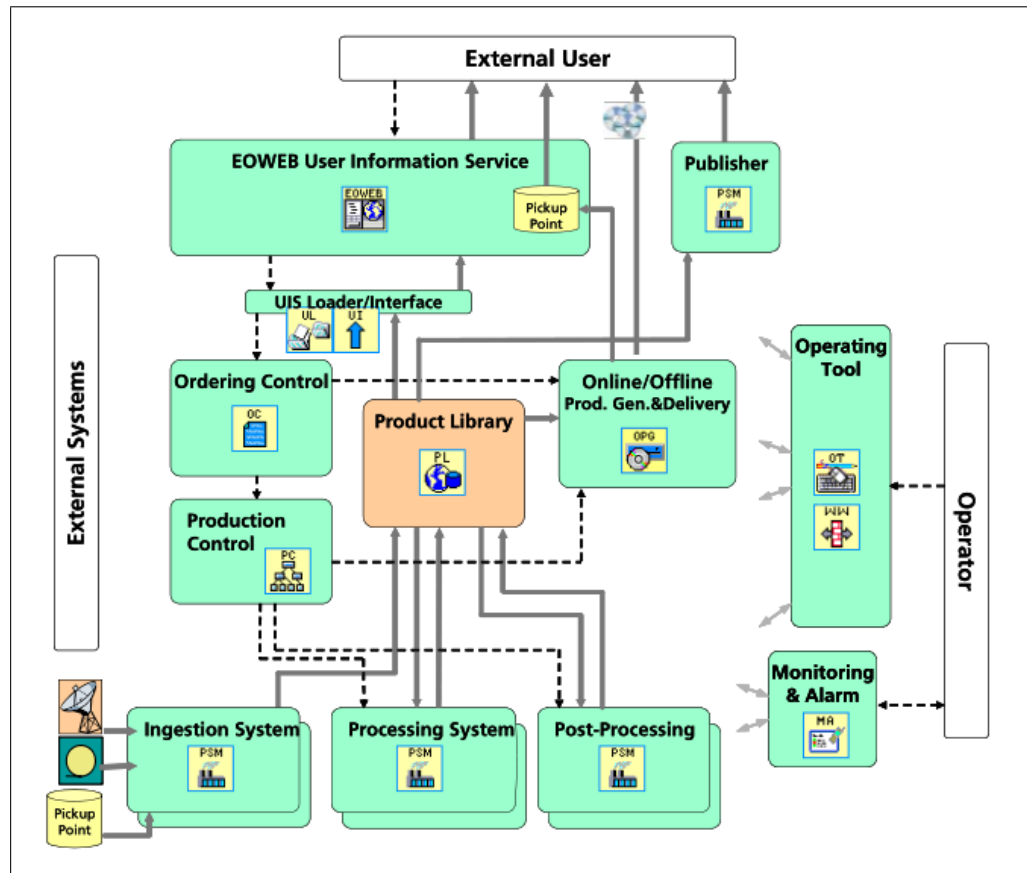 External User
EOWEB User Information Service
EOWEB
Pickup
Point
Publisher
PSM
External Systems
UIS Loader/Interface
UL
UI
Ordering Control
OC
Product Library
PL
Online/Offline
Prod. Gen.&Delivery
OPG
Operating
Tool
OT
WW
Operator
Production
Control
PC
Monitoring
& Alarm
MA
Ingestion System
PSM
Processing System
PSM
Post-Processing
PSM
Pickup
Point